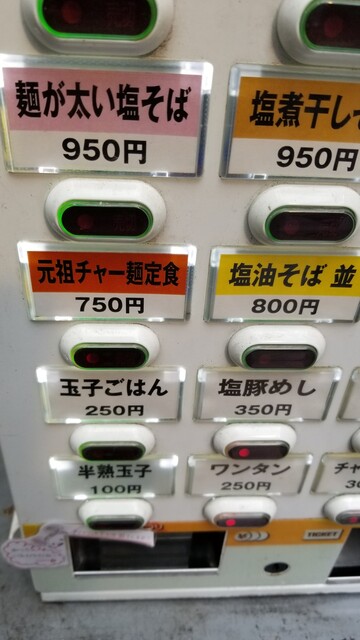 麺が太い塩そば
950円
塩煮干し
950円
元祖チャー麺定食
750円
塩油そば 並
800円
玉子ごはん
250円
塩豚めし
350円
半熟玉子
100円
ワンタン
250円
チャ
30
TICKET